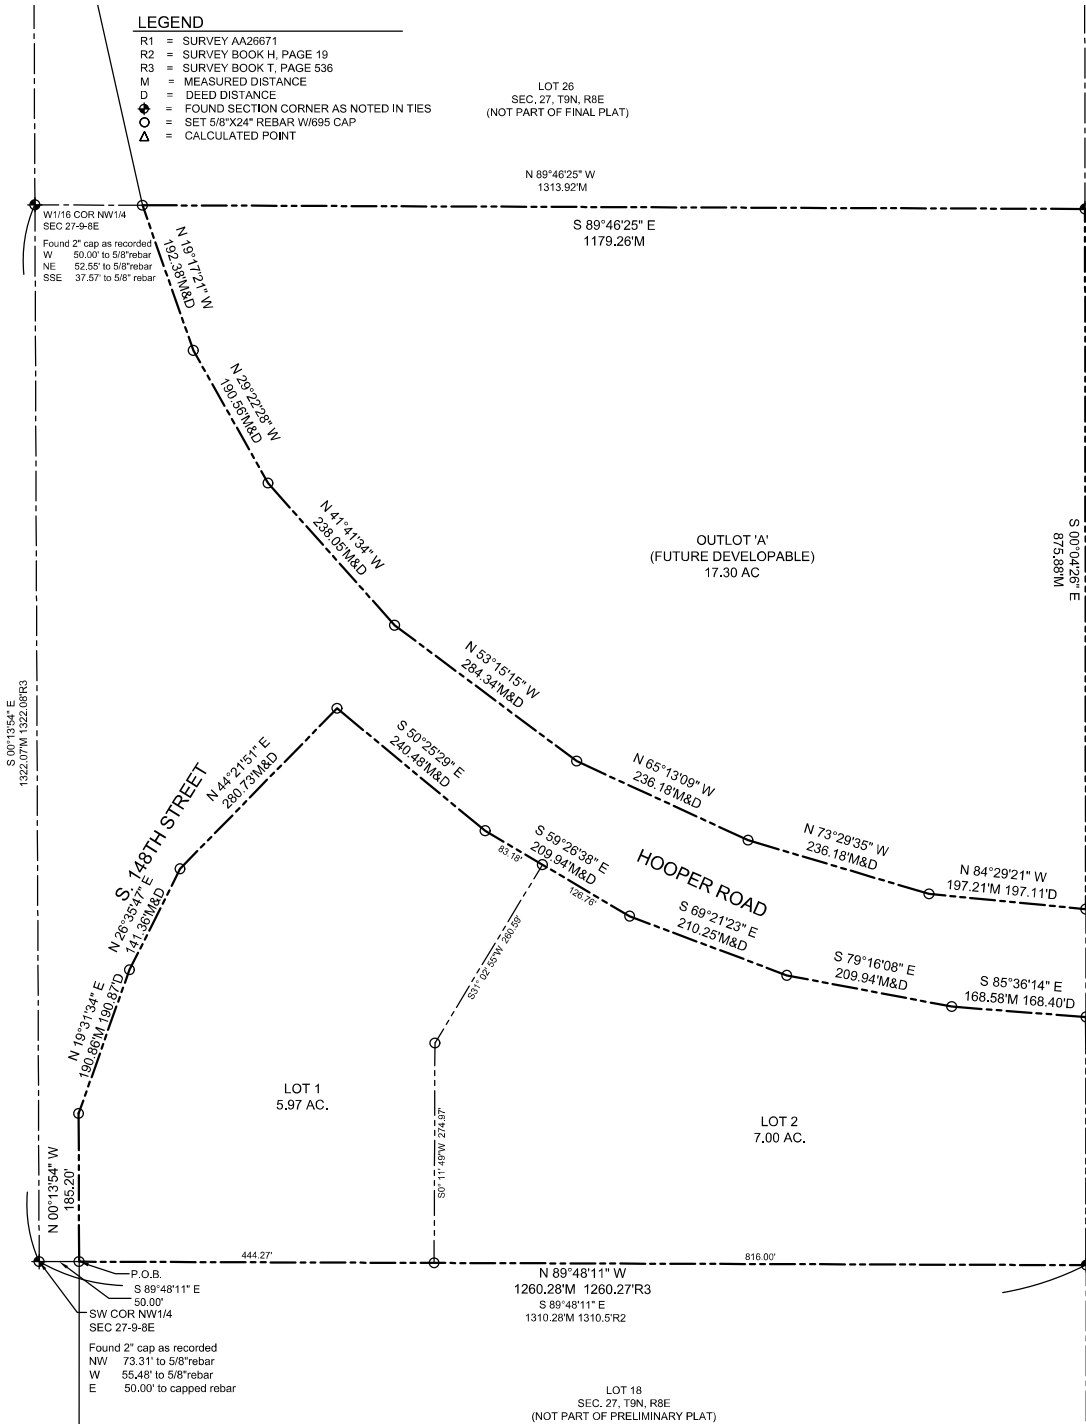 LEGEND
R1 = SURVEY AA26671
R2 = SURVEY BOOK H, PAGE 19
R3 = SURVEY BOOK T, PAGE 536
M = MEASURED DISTANCE
D = DEED DISTANCE
= FOUND SECTION CORNER AS NOTED IN TIES
= SET 5/8"X24" REBAR W/695 CAP
= CALCULATED POINT
LOT 26
SEC, 27, T9N, R8E
(NOT PART OF FINAL PLAT)
N 89°46'25" W
1313.92'M
S 89°46'25" E
1179.26'M
W1/16 COR NW1/4
SEC 27-9-8E
Found 2" cap as recorded
W 50.00' to 5/8"rebar
NE 52.55' to 5/8"rebar
SSE 37.57' to 5/8" rebar
N 19°17'21" W
192.38'M&D
N 29°22'28" W
190.56'M&D
N 41°41'34" W
238.05'M&D
OUTLOT 'A'
(FUTURE DEVELOPABLE)
17.30 AC
S 00°04'26" E
875.88'M
N 53°15'15" W
284.34'M&D
S 00°13'54" E
1322.07'M 1322.08'R3
S 50°25'29" E
240.48'M&D
N 65°13'09" W
236.18'M&D
N 44°21'51" E
280.73'M&D
S. 148TH STREET
N 73°29'35" W
236.18'M&D
S 59°26'38" E
209.94'M&D
83.18'
126.76'
HOOPER ROAD
N 84°29'21" W
197.21'M 197.11'D
N 26°35'47" E
141.36'M&D
S 69°21'23" E
210.25'M&D
S31° 02' 55"W 260.59'
S 79°16'08" E
209.94'M&D
S 85°36'14" E
168.58'M 168.40'D
N 19°31'34" E
190.86'M 190.87'D
LOT 1
5.97 AC.
LOT 2
7.00 AC.
S0° 11' 49"W 274.97'
N 00°13'54" W
185.20'
444.27'
816.00'
P.O.B.
S 89°48'11" E
50.00'
N 89°48'11" W
1260.28'M 1260.27'R3
S 89°48'11" E
1310.28'M 1310.5'R2
SW COR NW1/4
SEC 27-9-8E
Found 2" cap as recorded
NW 73.31' to 5/8"rebar
W 55.48' to 5/8"rebar
E 50.00' to capped rebar
LOT 18
SEC. 27, T9N, R8E
(NOT PART OF PRELIMINARY PLAT)